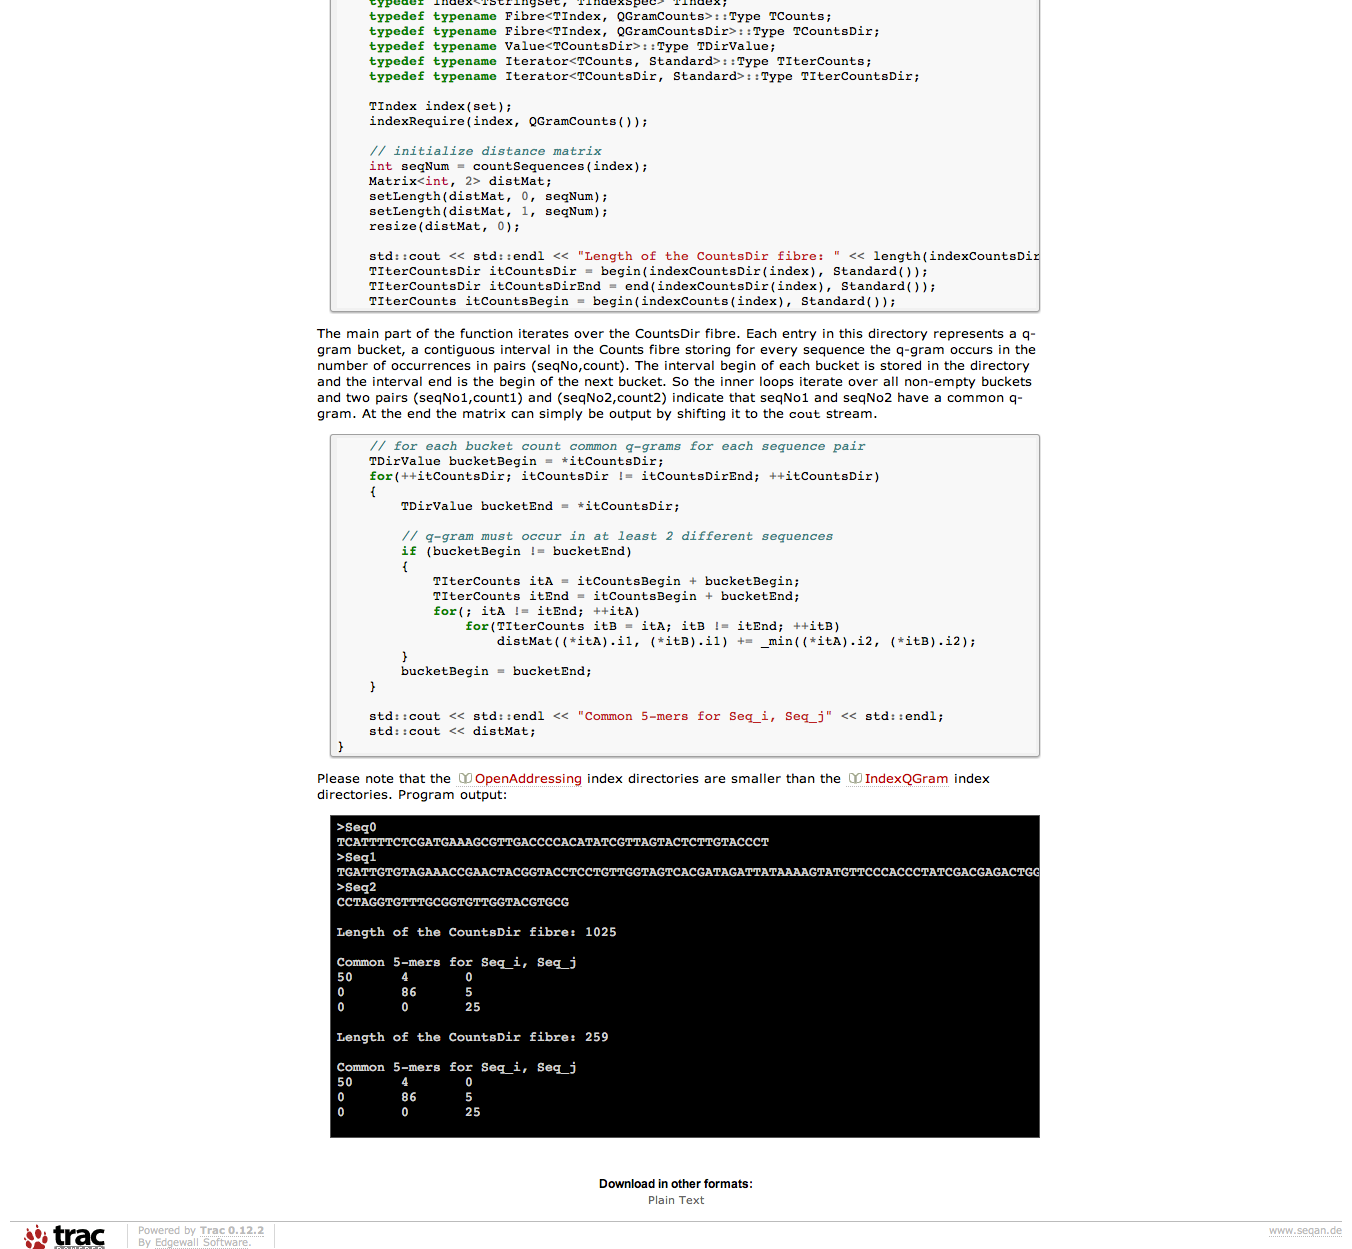 typedef Index<TStringSet, TIndexSpec> TIndex;
typedef typename Fibre<TIndex, QGramCounts>::Type TCounts;
typedef typename Fibre<TIndex, QGramCountsDir>::Type TCountsDir;
typedef typename Value<TCountsDir>::Type TDirValue;
typedef typename Iterator<TCounts, Standard>::Type TIterCounts;
typedef typename Iterator<TCountsDir, Standard>::Type TIterCountsDir;
TIndex index(set);
indexRequire(index, QGramCounts());
// initialize distance matrix
int seqNum = countSequences(index);
Matrix<int, 2> distMat;
setLength(distMat, 0, seqNum);
setLength(distMat, 1, seqNum);
resize(distMat, 0);
std::cout << std::endl << "Length of the CountsDir fibre: " << length(indexCountsDir
TIterCountsDir itCountsDir = begin(indexCountsDir(index), Standard());
TIterCountsDir itCountsDirEnd = end(indexCountsDir(index), Standard());
TIterCounts itCountsBegin = begin(indexCounts(index), Standard());
The main part of the function iterates over the CountsDir fibre. Each entry in this directory represents a q-
gram bucket, a contiguous interval in the Counts fibre storing for every sequence the q-gram occurs in the
number of occurrences in pairs (seqNo,count). The interval begin of each bucket is stored in the directory
and the interval end is the begin of the next bucket. So the inner loops iterate over all non-empty buckets
and two pairs (seqNo1,count1) and (seqNo2,count2) indicate that seqNo1 and seqNo2 have a common q-
gram. At the end the matrix can simply be output by shifting it to the cout stream.
// for each bucket count common q-grams for each sequence pair
TDirValue bucketBegin = *itCountsDir;
for(++itCountsDir; itCountsDir != itCountsDirEnd; ++itCountsDir)
{
TDirValue bucketEnd = *itCountsDir;
// q-gram must occur in at least 2 different sequences
if (bucketBegin != bucketEnd)
{
TIterCounts itA = itCountsBegin + bucketBegin;
TIterCounts itEnd = itCountsBegin + bucketEnd;
for(; itA != itEnd; ++itA)
for(TIterCounts itB = itA; itB != itEnd; ++itB)
distMat((*itA).i1, (*itB).i1) += _min((*itA).i2, (*itB).i2);
}
bucketBegin = bucketEnd;
}
std::cout << std::endl << "Common 5-mers for Seq_i, Seq_j" << std::endl;
std::cout << distMat;
}
Please note that the OpenAddressing index directories are smaller than the IndexQGram index
directories. Program output:
>Seq0
TCATTTTCTCGATGAAAGCGTTGACCCCACATATCGTTAGTACTCTTGTACCCT
>Seq1
TGATTGTGTAGAAACCGAACTACGGTACCTCCTGTTGGTAGTCACGATAGATTATAAAAGTATGTTCCCACCCTATCGACGAGACTGG
>Seq2
CCTAGGTGTTTGCGGTGTTGGTACGTGCG
Length of the CountsDir fibre: 1025
Common 5-mers for Seq_i, Seq_j
50 4 0
0 86 5
0 0 25
Length of the CountsDir fibre: 259
Common 5-mers for Seq_i, Seq_j
50 4 0
0 86 5
0 0 25
Download in other formats:
Plain Text
trac
Powered by Trac 0.12.2
By Edgewall Software.
www.seqan.de